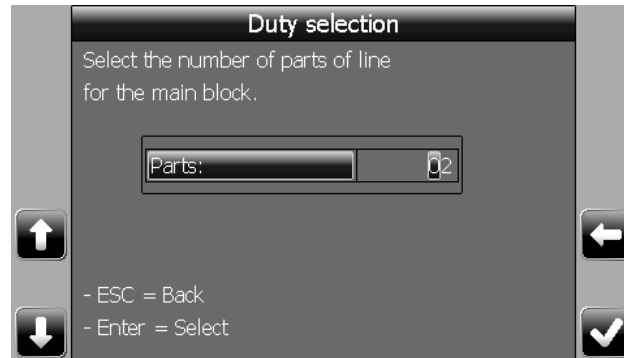 Duty selection
Select the number of parts of line
for the main block.
Parts: 02
- ESC = Back
- Enter = Select